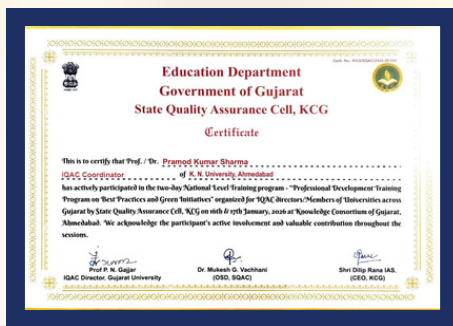 Education Department
Government of Gujarat
State Quality Assurance Cell, KCG
Certificate
This is to certify that Prof. / Dr. Pramod Kumar Sharma
IQAC Coordinator of K. N. University, Ahmedabad
has actively participated in the two-day National Level Training program - "Professional Development Training
Program on 'Best Practices and Green Initiatives" organized for IQAC directors/Members of Universities across
Gujarat by State Quality Assurance Cell, KCG on 16th & 17th January, 2026 at Knowledge Consortium of Gujarat,
Ahmedabad. We acknowledge the participant's active involvement and valuable contribution throughout the
sessions.
Prof P. N. Gajjar
IQAC Director, Gujarat University
Dr. Mukesh G. Vachhani
(OSD, SQAC)
Shri Dilip Rana IAS.
(CEO, KCG)